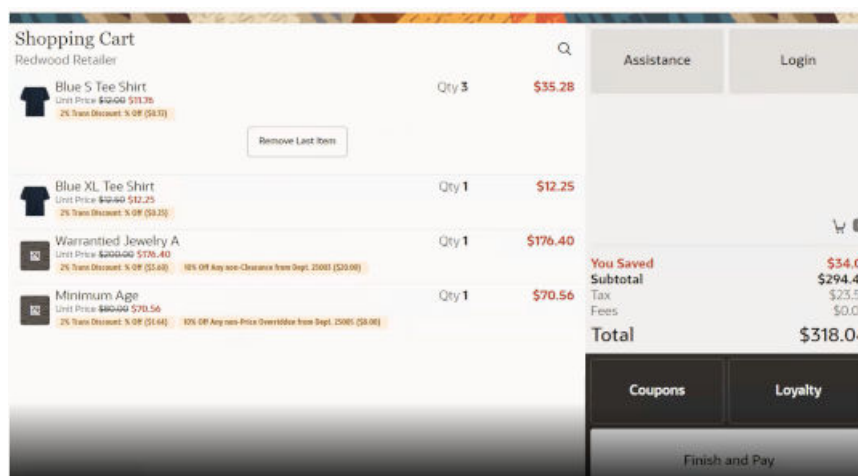 Shopping Cart
Redwood Retailer
Blue S Tee Shirt
Qty 3
$35.28
Unit Price $12.00 $11.76
2% Trans Discount: % Off
Remove Last Item
Blue XL Tee Shirt
Qty 1
$12.25
Unit Price $12.50 $12.25
2% Trans Discount: % Off ($0.25)
Warrantied Jewelry A
Qty 1
$176.40
Unit Price $200.00 $176.40
2% Trans Discount: % Off ($3.60)
10% Off Any non-Clearance from Dept. 25003 ($20.00)
Minimum Age
Qty 1
$70.56
Unit Price $80.00 $70.56
2% Trans Discount: % Off ($1.44)
10% Off Any non-Price Overridden from Dept. 25005 ($8.00)
Assistance
Login
You Saved
$34.0
Subtotal
$294.4
Tax
$23.5
Fees
$0.0
Total
$318.04
Coupons
Loyalty
Finish and Pay